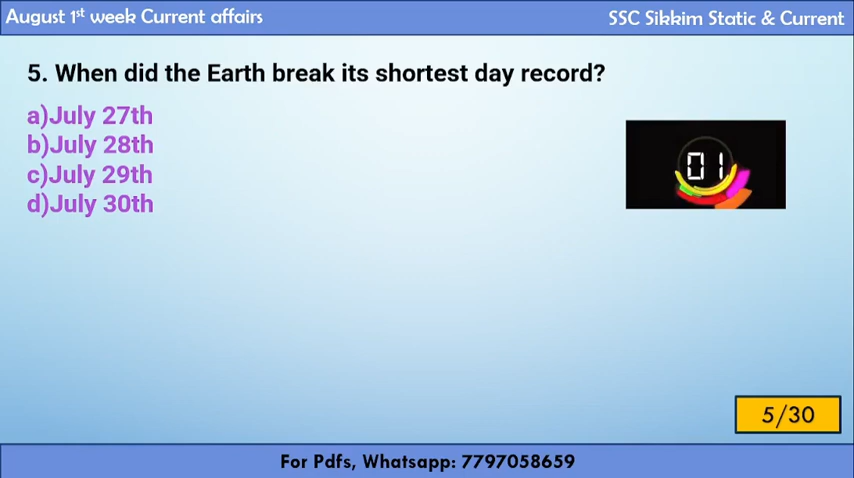 August 1st week Current affairs
SSC Sikkim Static & Current
5. When did the Earth break its shortest day record?
a)July 27th
b)July 28th
c)July 29th
d)July 30th
01
5/30
For Pdfs, Whatsapp: 7797058659